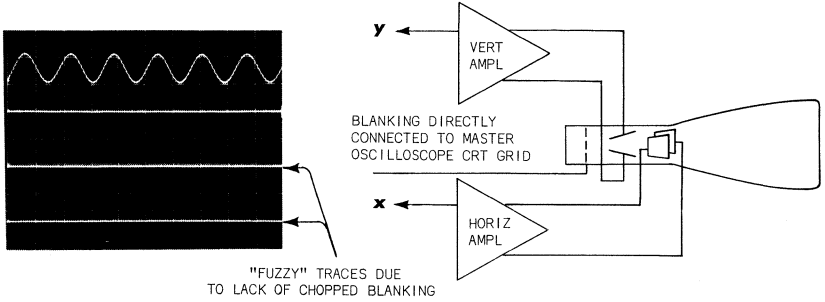 y
VERT
AMPL
BLANKING DIRECTLY
CONNECTED TO MASTER
OSCILLOSCOPE CRT GRID
x
HORIZ
AMPL
"FUZZY" TRACES DUE
TO LACK OF CHOPPED BLANKING